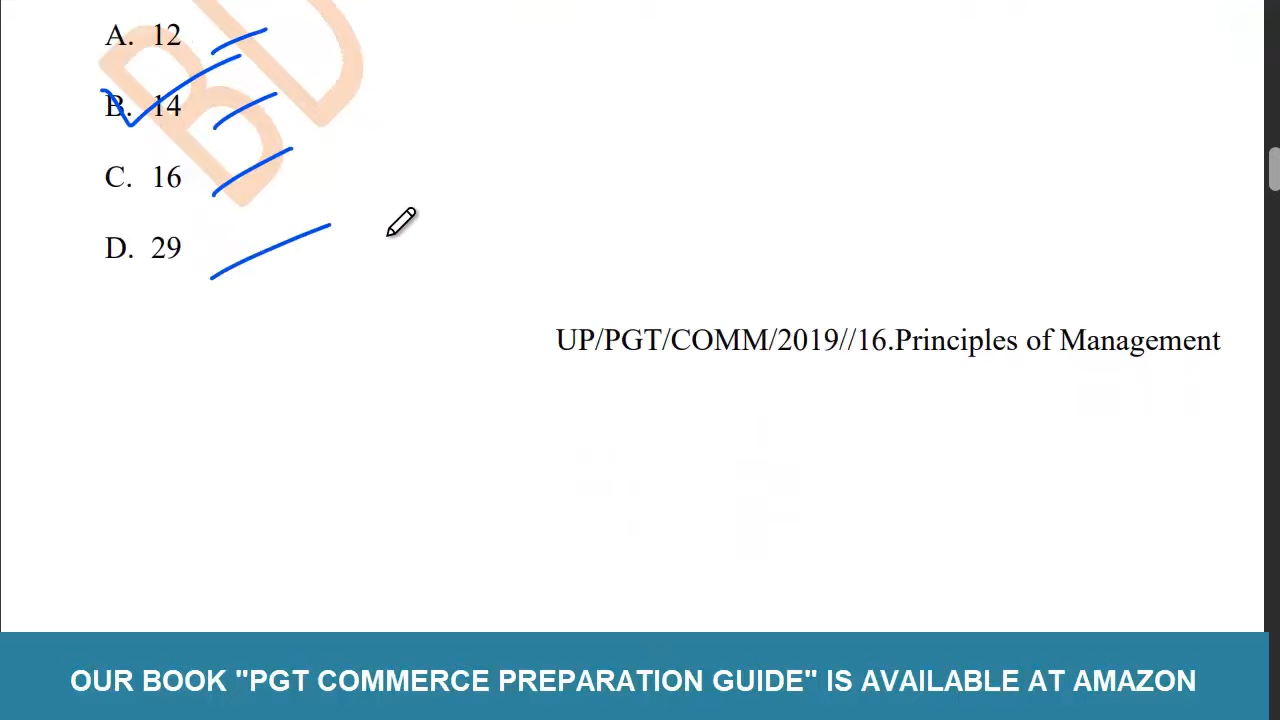 A. 12
B. 14
C. 16
D. 29
UP/PGT/COMM/2019//16.Principles of Management
OUR BOOK "PGT COMMERCE PREPARATION GUIDE" IS AVAILABLE AT AMAZON